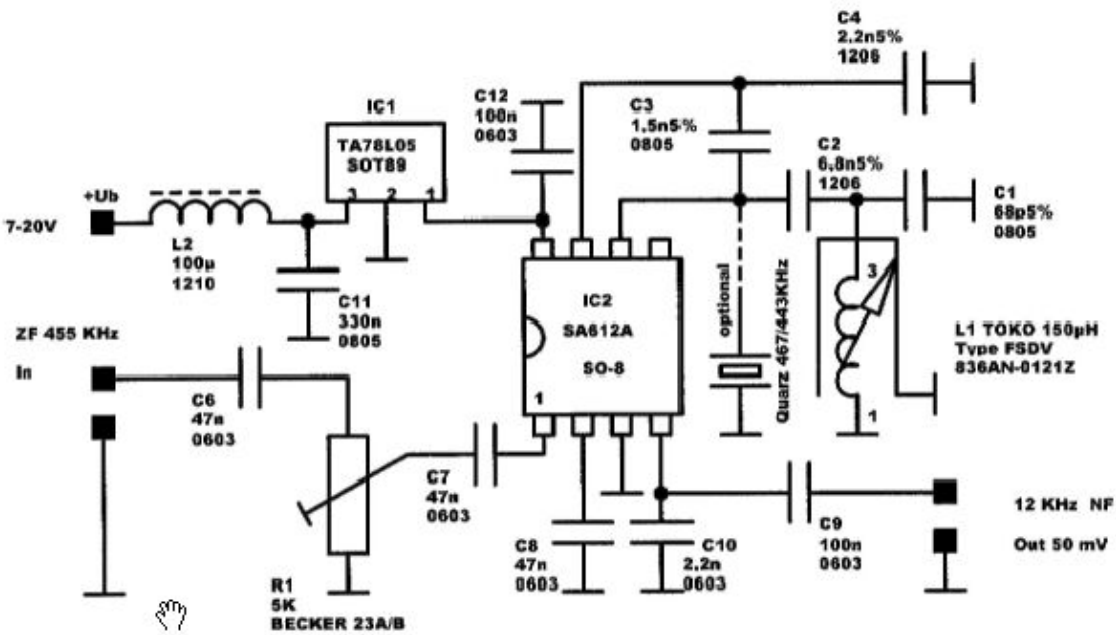 C4
2,2n5%
1206
C12
100n
0603
IC1
TA78L05
SOT89
3 2 1
C3
1,5n5%
0805
C2
6,8n5%
1206
C1
68p5%
0805
+Ub
7-20V
L2
100µ
1210
C11
330n
0805
IC2
SA612A
SO-8
1
optional
Quarz 467/443KHz
3
1
L1 TOKO 150µH
Type FSDV
836AN-0121Z
ZF 455 KHz
In
C6
47n
0603
C7
47n
0603
R1
5K
BECKER 23A/B
C8
47n
0603
C10
2,2n
0603
C9
100n
0603
12 KHz NF
Out 50 mV